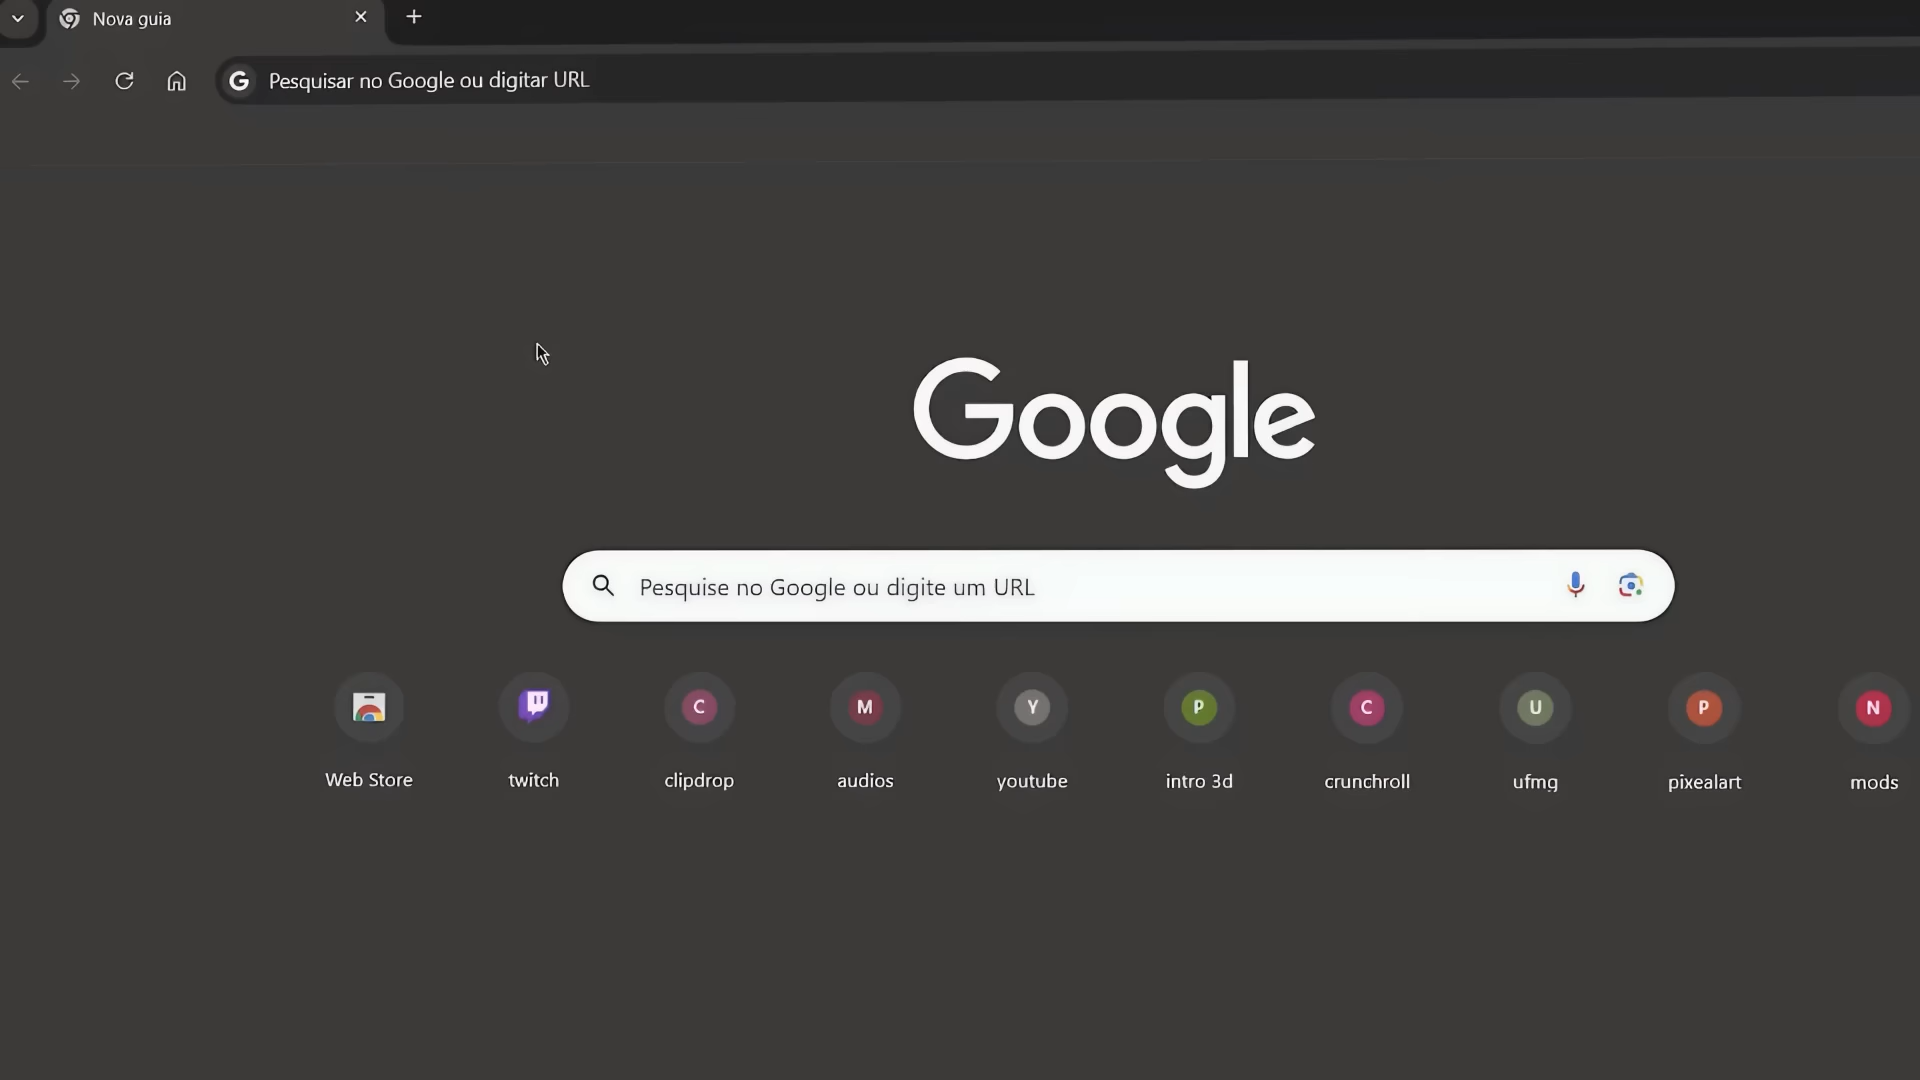 Nova guia
Pesquisar no Google ou digitar URL
Google
Pesquise no Google ou digite um URL
C
M
Y
P
C
U
P
N
Web Store
twitch
clipdrop
audios
youtube
intro 3d
crunchroll
ufmg
pixealart
mods